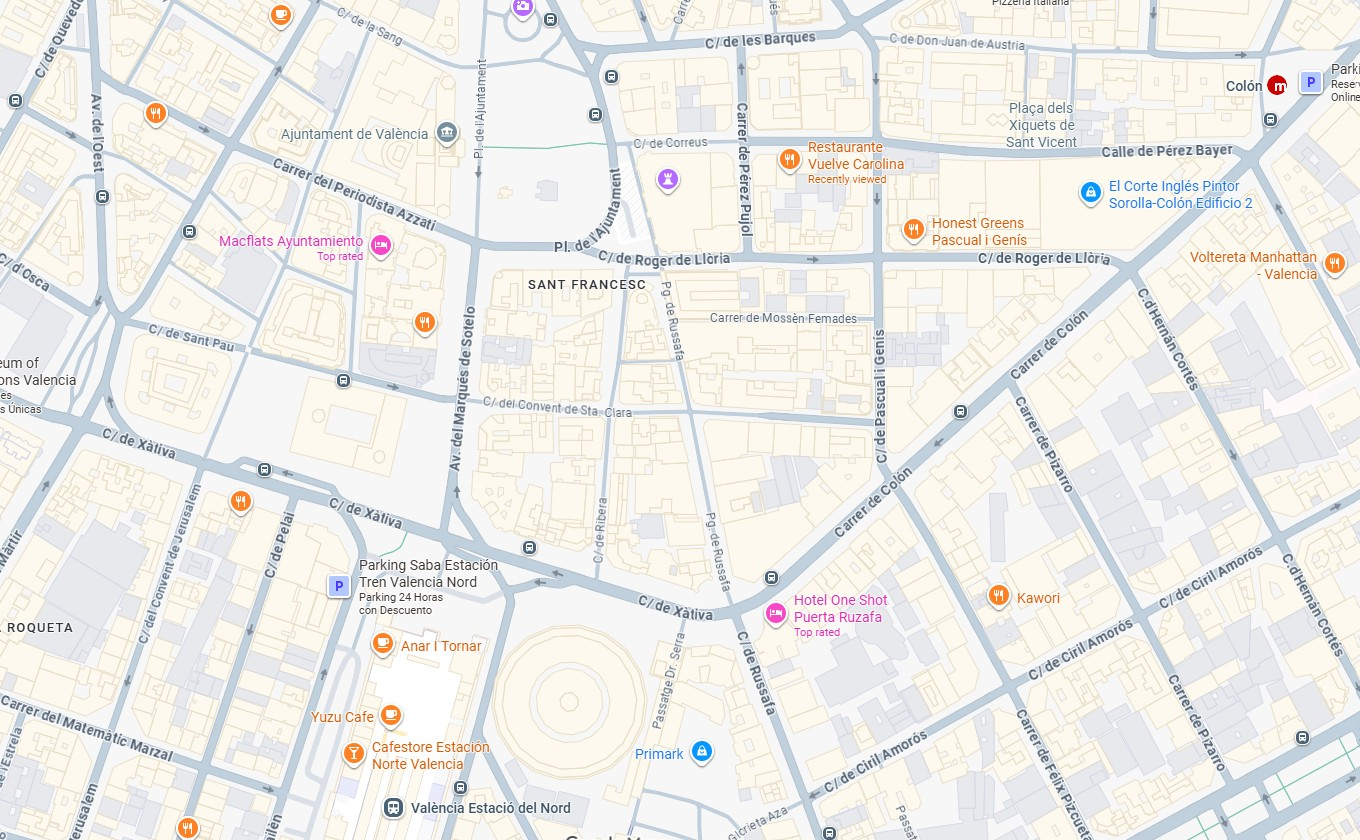 Pizzeria Italiana
C/ de la Sang
C/ de Quevedo
C/ de les Barques
C de Don Juan de Austria
Colón
Parki
Reser
Online
Av. de l'Oest
Pl. de l'Ajuntament
Ajuntament de València
C/ de Correus
Carrer de Pérez Pujol
Restaurante
Vuelve Carolina
Recently viewed
Plaça dels
Xiquets de
Sant Vicent
Calle de Pérez Bayer
Carrer del Periodista Azzati
El Corte Inglés Pintor
Sorolla-Colón Edificio 2
Macflats Ayuntamiento
Top rated
Pl. de l'Ajuntament
Honest Greens
Pascual i Genís
C/ de Roger de Llòria
C/ de Roger de Llòria
Voltereta Manhattan
- Valencia
C/ d'Osca
SANT FRANCESC
Pg. de Russafa
Carrer de Mossèn Femades
C/ de Sant Pau
Av. del Marqués de Sotelo
C/ de Pascual i Genís
Carrer de Colón
C. d'Hernán Cortés
eum of
ons Valencia
es
s Únicas
C/ del Convent de Sta. Clara
Carrer de Pizarro
C/ de Xàtiva
C/ de Xàtiva
Carrer de Colón
C/ de Ribera
Pg. de Russafa
C/ del Convent de Jerusalem
C/ de Pelai
Màrtir
Parking Saba Estación
Tren Valencia Nord
Parking 24 Horas
con Descuento
C/ de Xàtiva
Hotel One Shot
Puerta Ruzafa
Top rated
Kawori
C/ de Ciril Amorós
C. d'Hernán Cortés
ROQUETA
Anar I Tornar
Passatge Dr. Serra
C/ de Russafa
C/ de Ciril Amorós
Carrer de Pizarro
Carrer del Matemàtic Marzal
Yuzu Cafe
Cafestore Estación
Norte Valencia
Primark
C/ de Ciril Amorós
Carrer de Félix Pizcueta
l'Estrela
Jerusalem
València Estació del Nord
Glcrieta Aza
Passat